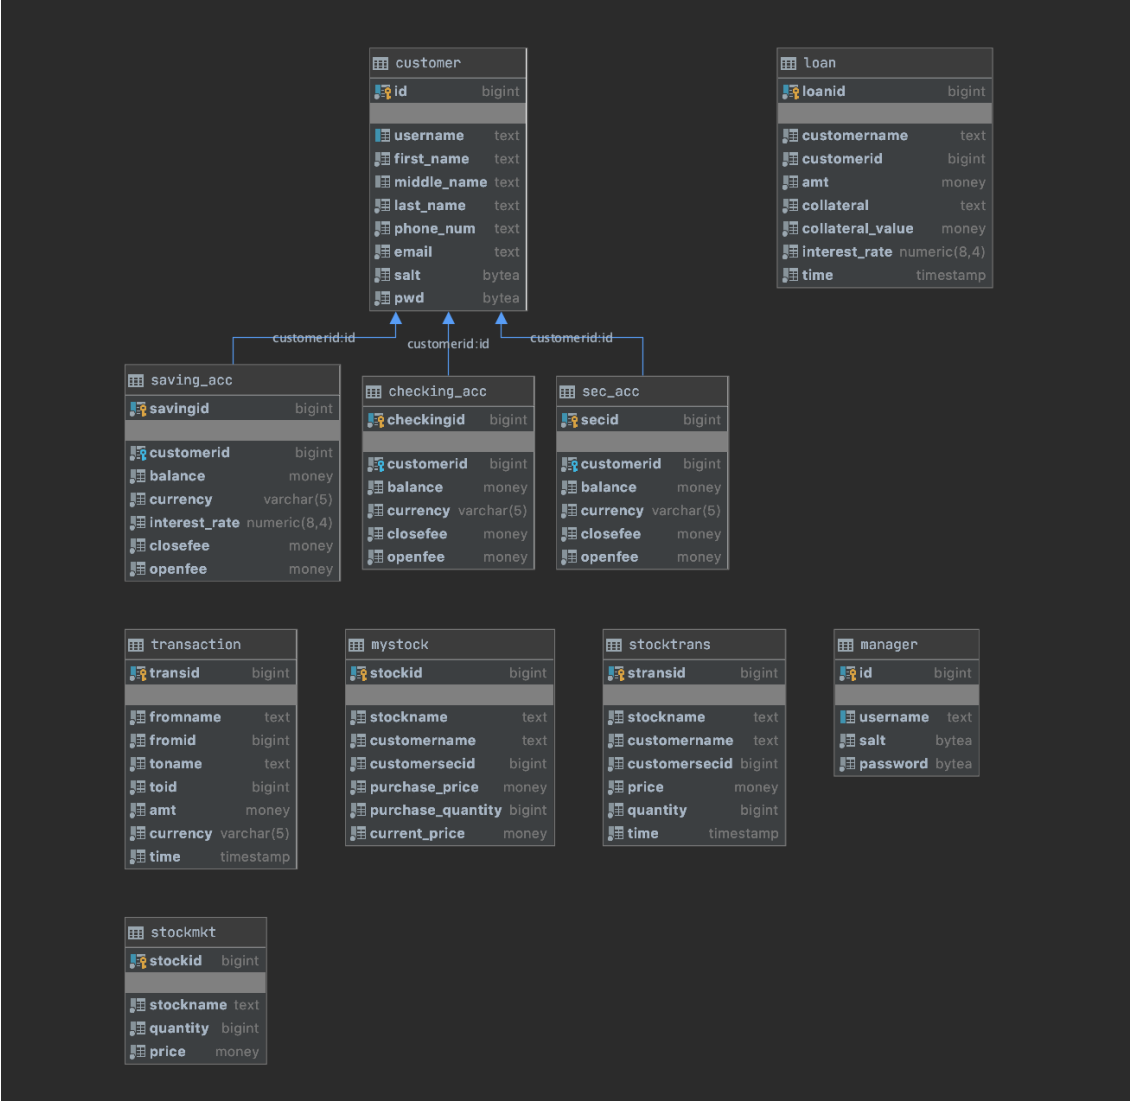 customer
id bigint
username text
first_name text
middle_name text
last_name text
phone_num text
email text
salt bytea
pwd bytea
loan
loanid bigint
customername text
customerid bigint
amt money
collateral text
collateral_value money
interest_rate numeric(8,4)
time timestamp
customerid:id
customerid:id
customerid:id
saving_acc
savingid bigint
customerid bigint
balance money
currency varchar(5)
interest_rate numeric(8,4)
closefee money
openfee money
checking_acc
checkingid bigint
customerid bigint
balance money
currency varchar(5)
closefee money
openfee money
sec_acc
secid bigint
customerid bigint
balance money
currency varchar(5)
closefee money
openfee money
transaction
transid bigint
fromname text
fromid bigint
toname text
toid bigint
amt money
currency varchar(5)
time timestamp
mystock
stockid bigint
stockname text
customername text
customersecid bigint
purchase_price money
purchase_quantity bigint
current_price money
stocktrans
stransid bigint
stockname text
customername text
customersecid bigint
price money
quantity bigint
time timestamp
manager
id bigint
username text
salt bytea
password bytea
stockmkt
stockid bigint
stockname text
quantity bigint
price money